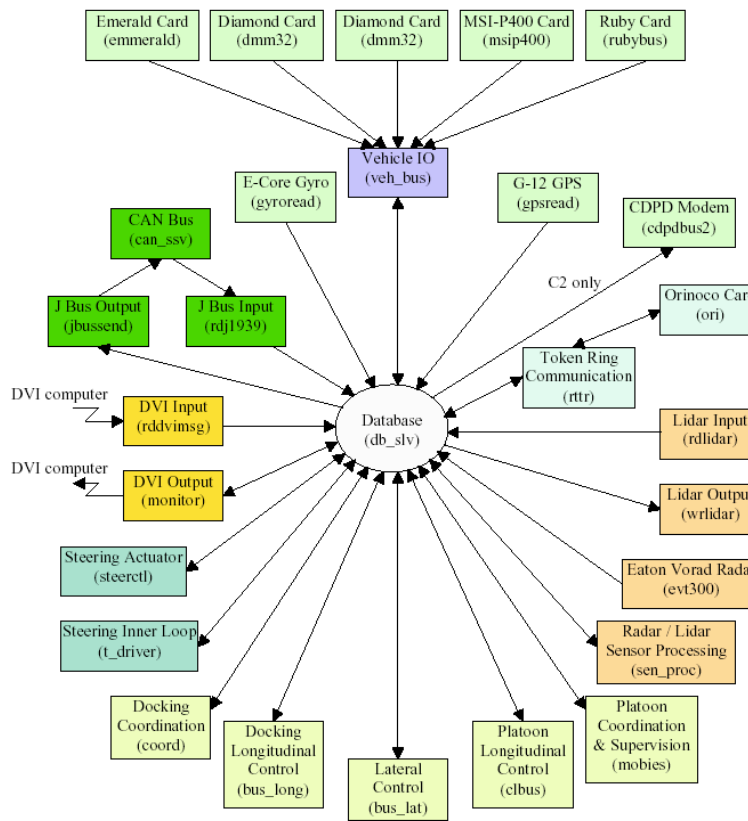 Emerald Card
(emmerald)
Diamond Card
(dmm32)
Diamond Card
(dmm32)
MSI-P400 Card
(msip400)
Ruby Card
(rubybus)
Vehicle IO
(veh_bus)
E-Core Gyro
(gyroread)
G-12 GPS
(gpsread)
CDPD Modem
(cdpdbus2)
CAN Bus
(can_ssv)
C2 only
J Bus Output
(jbussend)
J Bus Input
(rdj1939)
Orinoco Card
(ori)
Token Ring
Communication
(rttr)
DVI computer
DVI Input
(rddvimsg)
Database
(db_slv)
Lidar Input
(rdlidar)
DVI computer
DVI Output
(monitor)
Lidar Output
(wrlidar)
Steering Actuator
(steerctl)
Eaton Vorad Radar
(evt300)
Steering Inner Loop
(t_driver)
Radar / Lidar
Sensor Processing
(sen_proc)
Docking
Coordination
(coord)
Docking
Longitudinal
Control
(bus_long)
Lateral
Control
(bus_lat)
Platoon
Longitudinal
Control
(clbus)
Platoon
Coordination
& Supervision
(mobies)